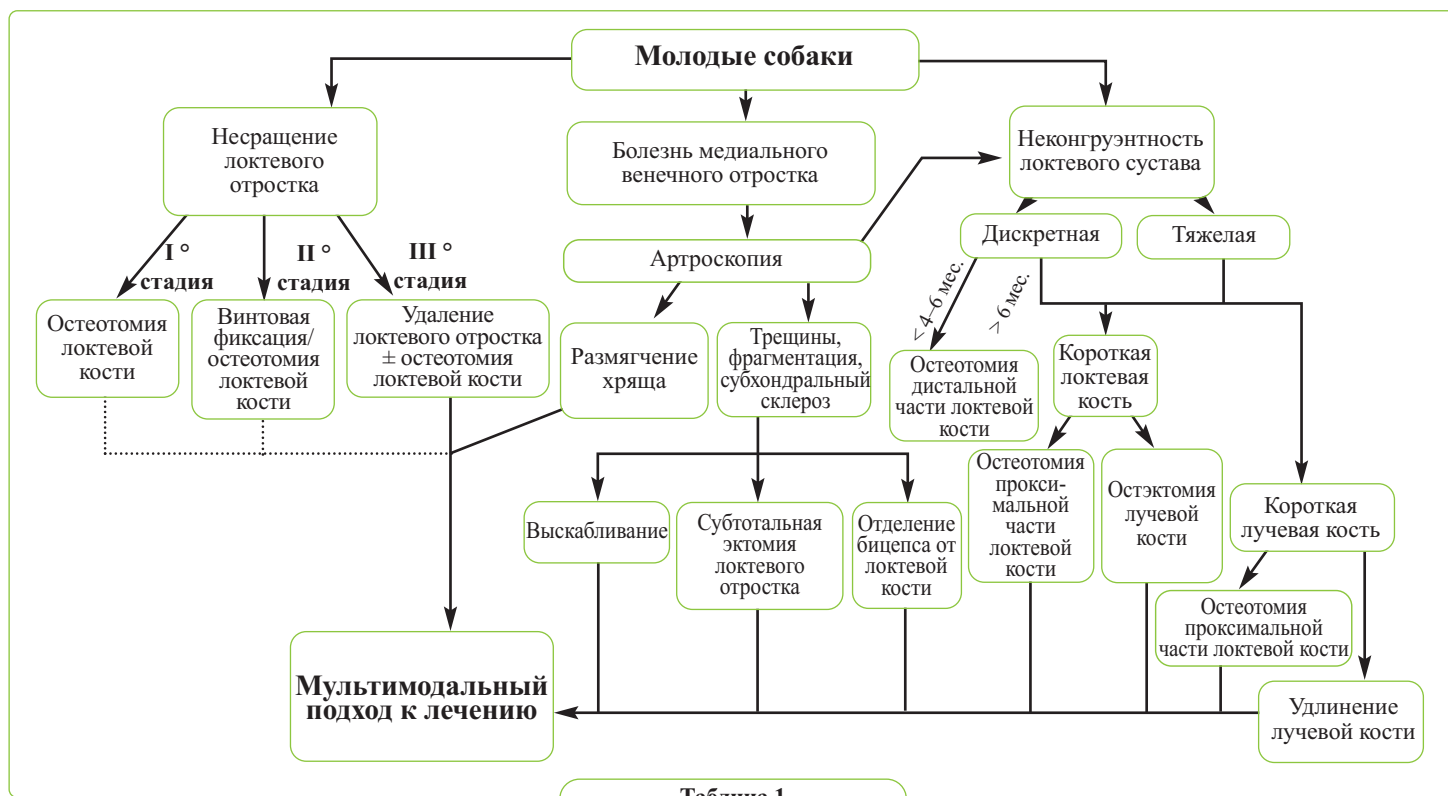 Молодые собаки
Несращение
локтевого
отростка
Болезнь медиального
венечного отростка
Неконгруэнтность
локтевого сустава
I °
стадия
II °
стадия
III °
стадия
Артроскопия
Дискретная
Тяжелая
< 4–6 мес.
> 6 мес.
Остеотомия
локтевой
кости
Винтовая
фиксация/
остеотомия
локтевой
кости
Удаление
локтевого отростка
± остеотомия
локтевой кости
Размягчение
хряща
Трещины,
фрагментация,
субхондральный
склероз
Остеотомия
дистальной
части локтевой
кости
Короткая
локтевая
кость
Выскабливание
Субтотальная
эктомия
локтевого
отростка
Отделение
бицепса от
локтевой
кости
Остеотомия
прокси-
мальной
части
локтевой
кости
Остэктомия
лучевой
кости
Короткая
лучевая кость
Остеотомия
проксимальной
части локтевой кости
Мультимодальный
подход к лечению
Удлинение
лучевой кости
Таблица 1